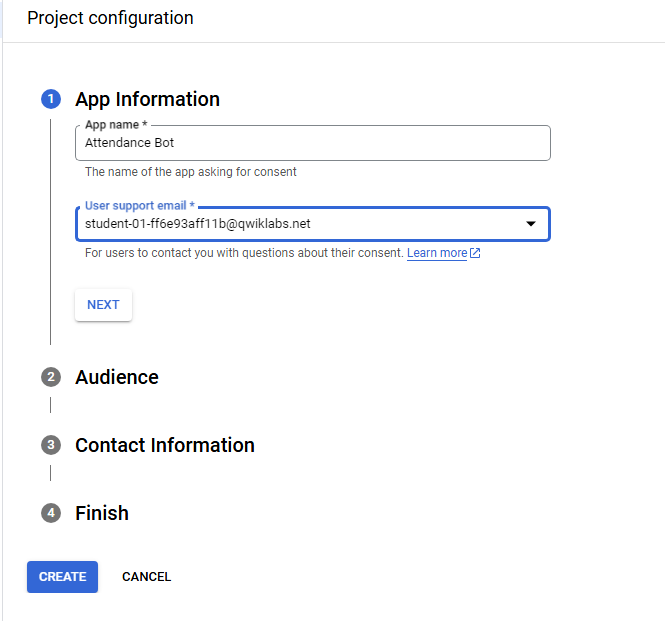 Project configuration
1 App Information
App name *
Attendance Bot
The name of the app asking for consent
User support email *
student-01-ff6e93aff11b@qwiklabs.net
For users to contact you with questions about their consent. Learn more
NEXT
2 Audience
3 Contact Information
4 Finish
CREATE CANCEL